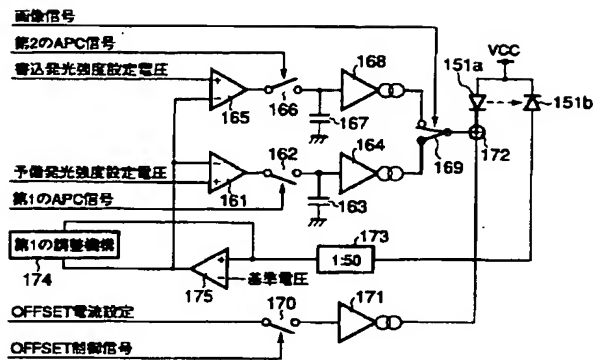 画像信号
第2のAPC信号
書込発光強度設定電圧
VCC
151a
151b
168
165
166
167
169
172
予備発光強度設定電圧
162
164
161
163
第1のAPC信号
第1の調整機構
174
175
基準電圧
173
1:50
170
171
OFFSET電流設定
OFFSET制御信号